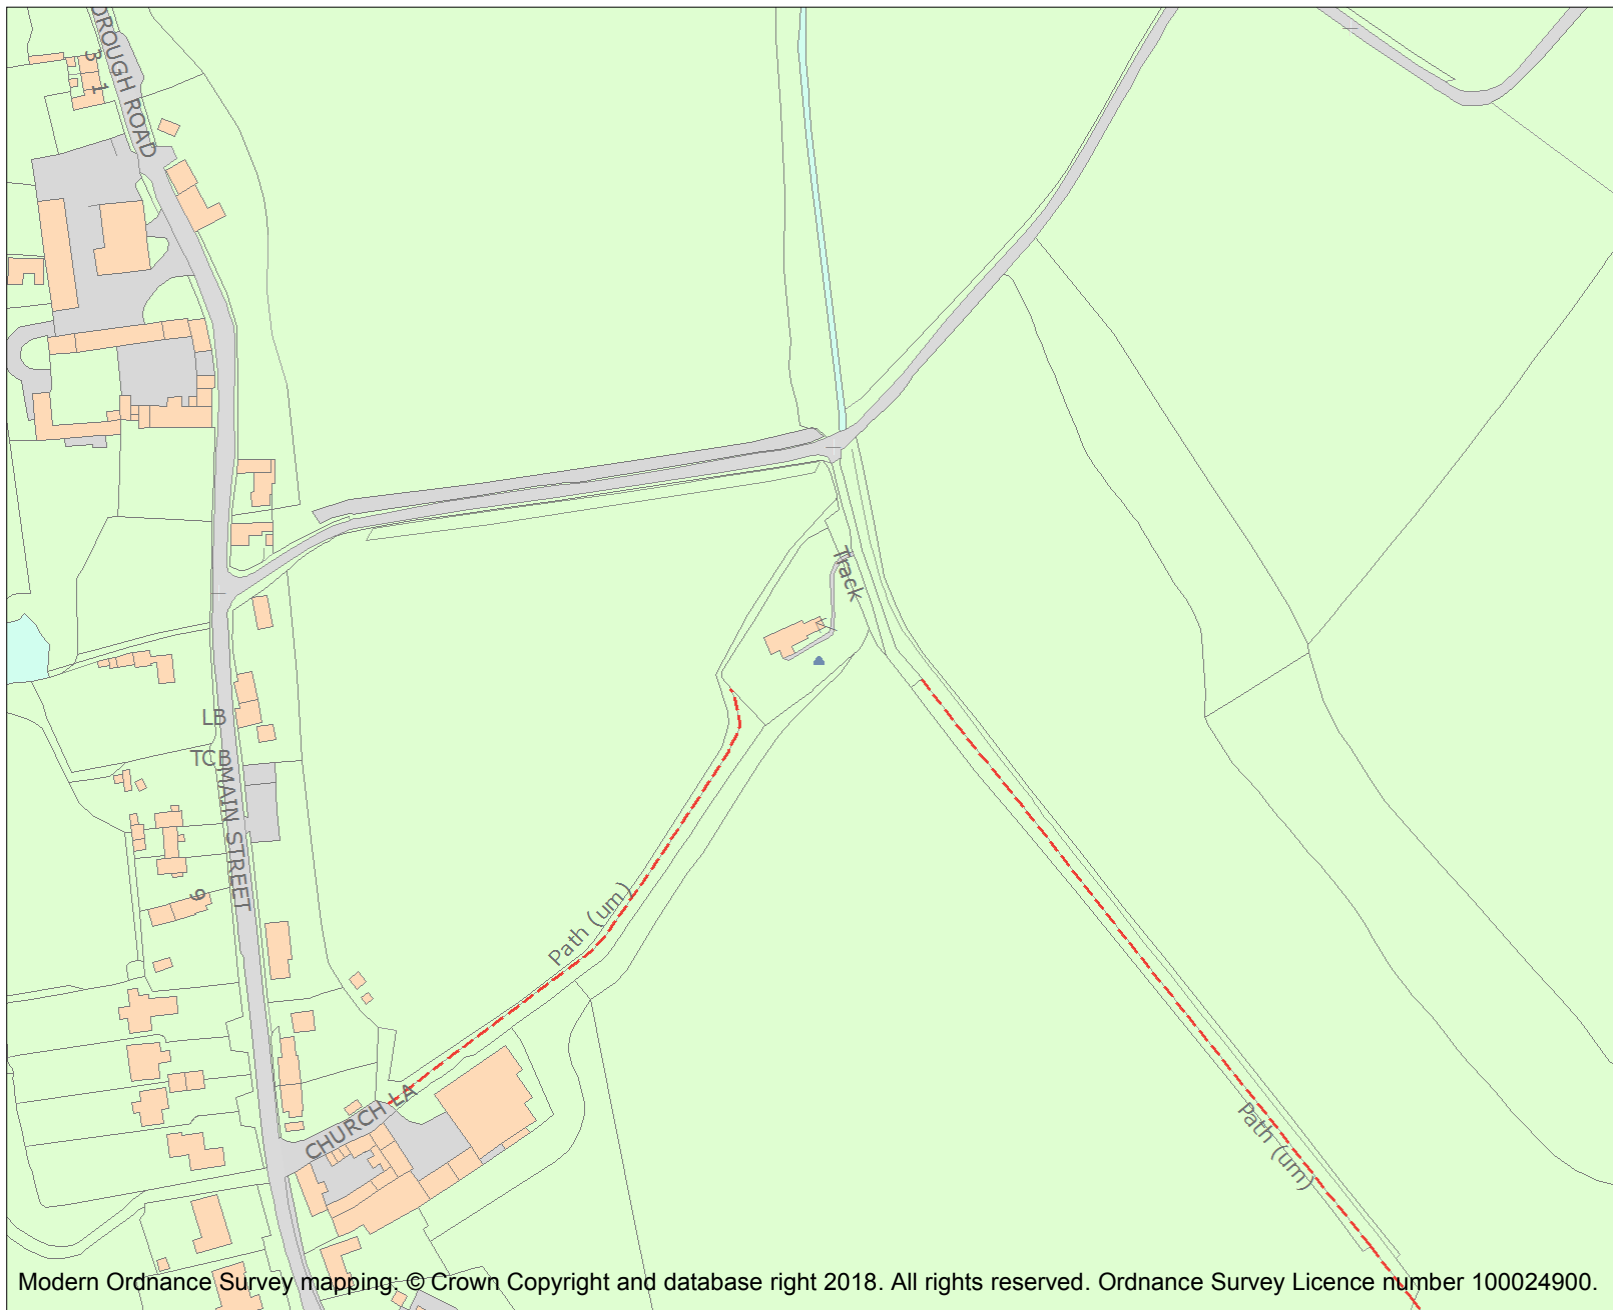 OROUGH ROAD
3
1
Track
LB
TCB
MAIN STREET
9
Path (um)
CHURCH LA
Path (um)
Modern Ordnance Survey mapping: © Crown Copyright and database right 2018. All rights reserved. Ordnance Survey Licence number 100024900.